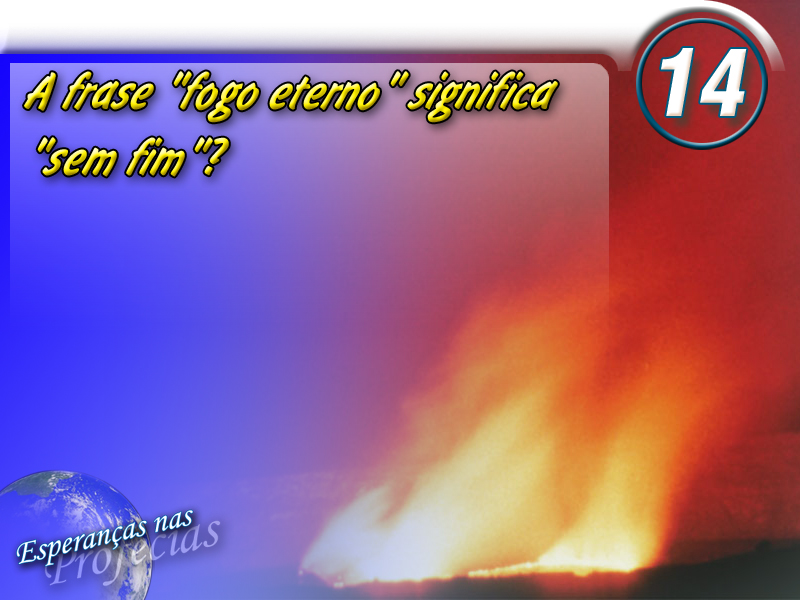 A frase "fogo eterno" significa
"sem fim"?
14
Esperanças nas
Profecias